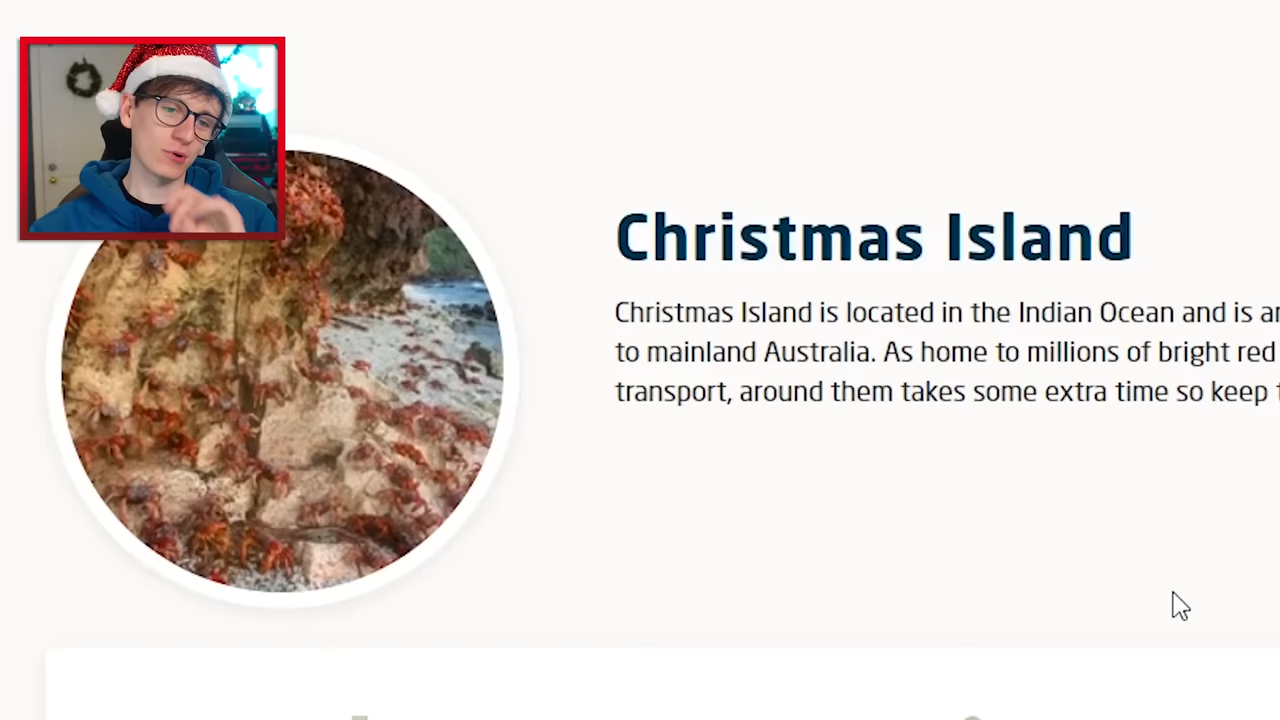 Christmas Island
Christmas Island is located in the Indian Ocean and is
to mainland Australia. As home to millions of bright red
transport, around them takes some extra time so keep